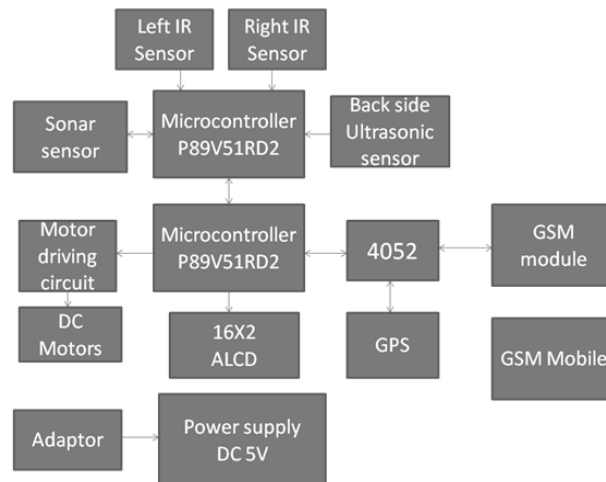 Left IR
Sensor
Right IR
Sensor
Sonar
sensor
Microcontroller
P89V51RD2
Back side
Ultrasonic
sensor
Motor
driving
circuit
Microcontroller
P89V51RD2
4052
GSM
module
DC
Motors
16X2
ALCD
GPS
GSM Mobile
Adaptor
Power supply
DC 5V